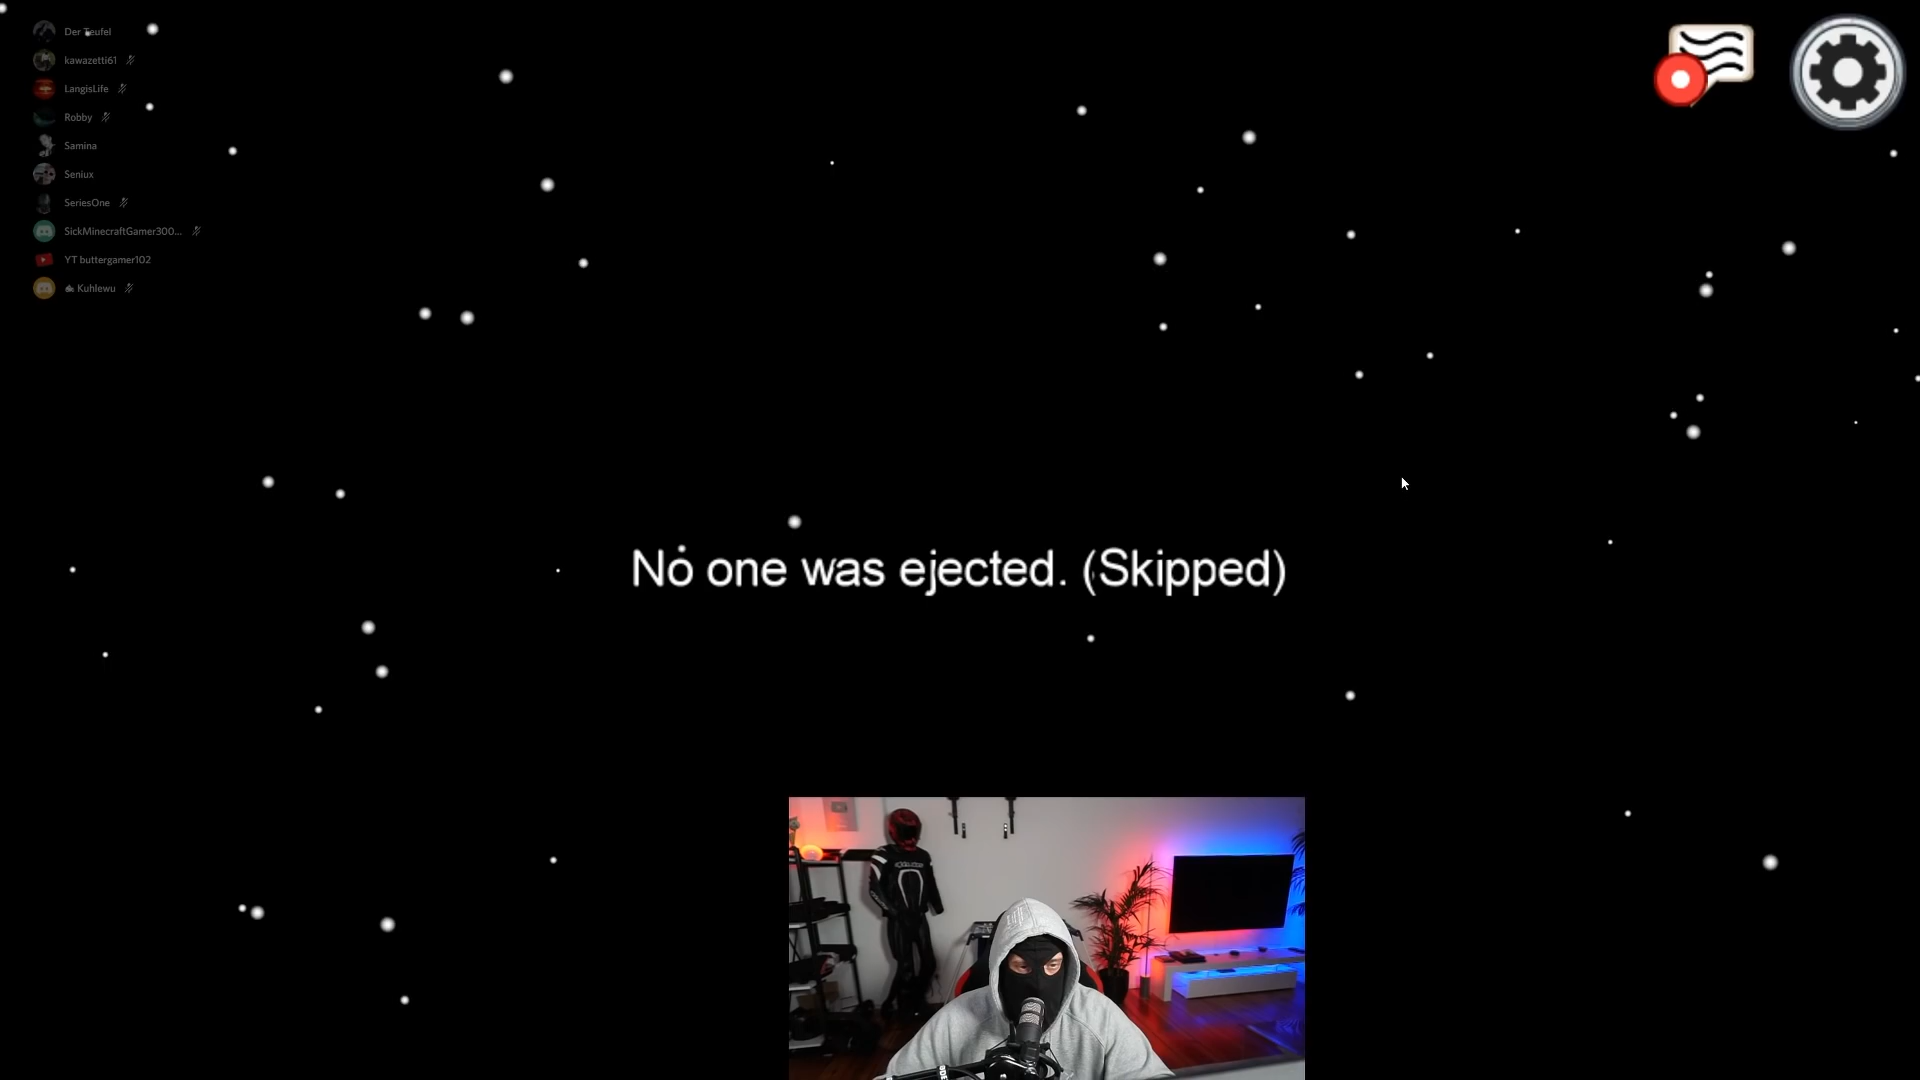 Der Teufel
kawazetti61
LangisLife
Robby
Samina
Seniux
SeriesOne
SickMinecraftGamer300...
YT buttergamer102
Kuhlewu
No one was ejected. (Skipped)